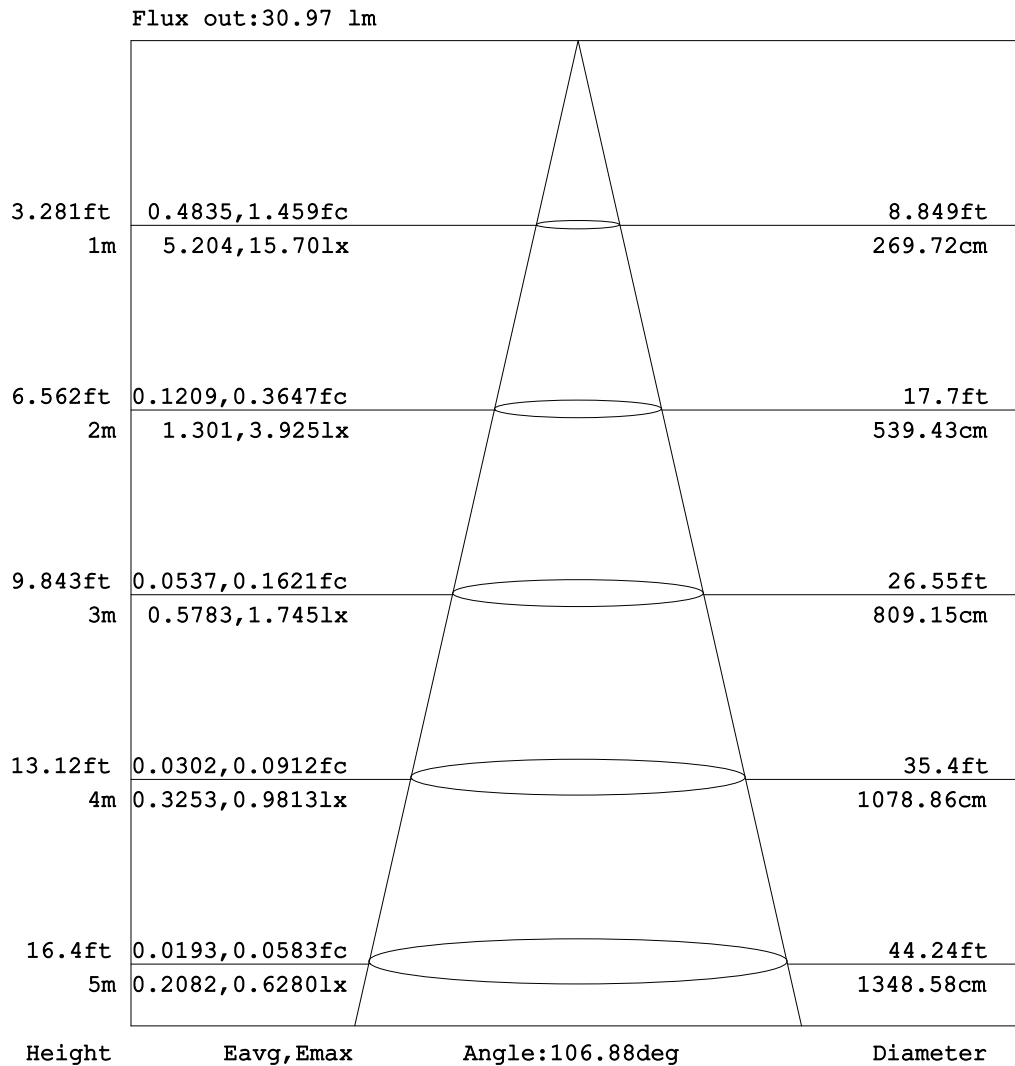 Flux out:30.97 lm
3.281ft 0.4835,1.459fc 8.849ft
1m 5.204,15.70lx 269.72cm
6.562ft 0.1209,0.3647fc 17.7ft
2m 1.301,3.925lx 539.43cm
9.843ft 0.0537,0.1621fc 26.55ft
3m 0.5783,1.745lx 809.15cm
13.12ft 0.0302,0.0912fc 35.4ft
4m 0.3253,0.9813lx 1078.86cm
16.4ft 0.0193,0.0583fc 44.24ft
5m 0.2082,0.6280lx 1348.58cm
Height Eavg,Emax Angle:106.88deg Diameter